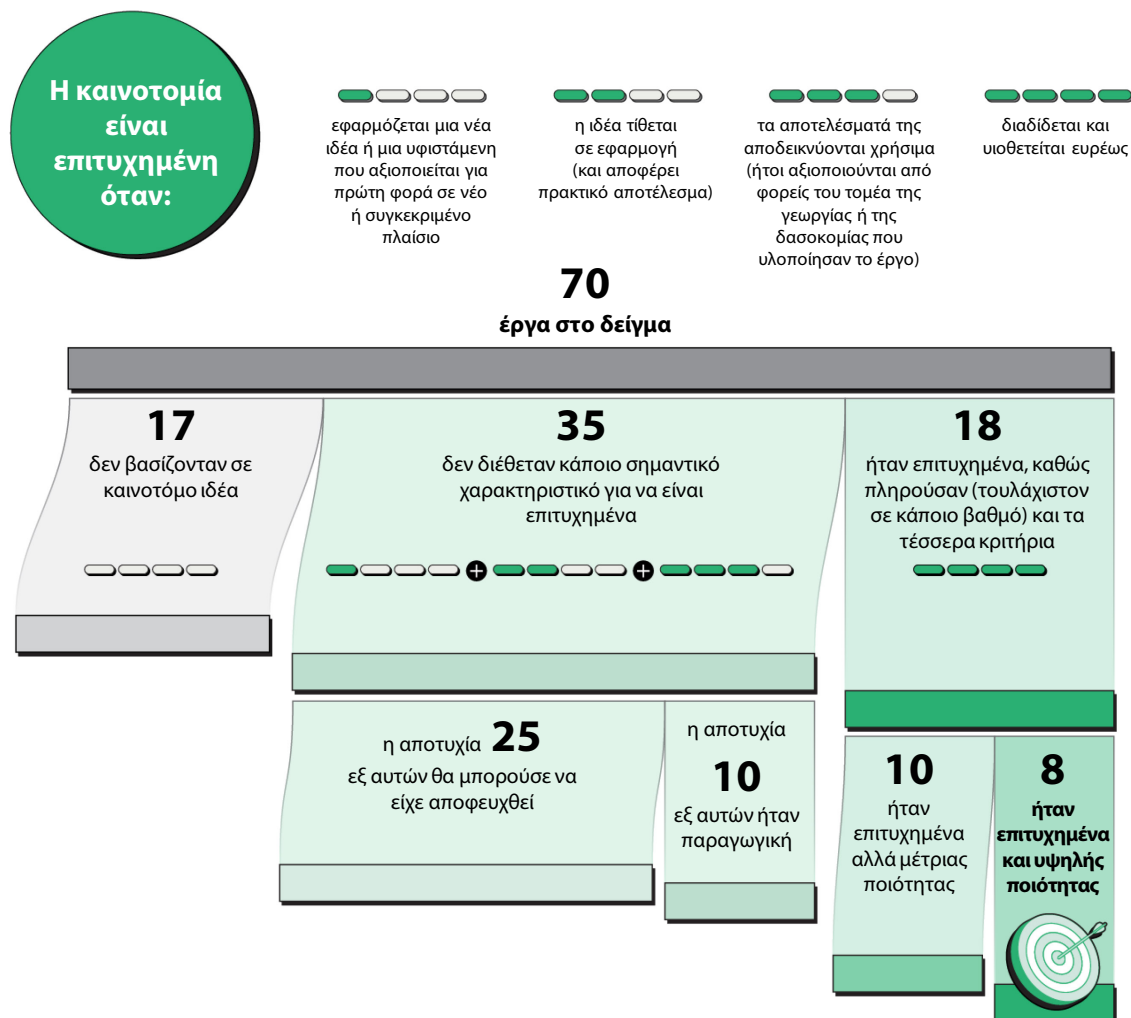 Η καινοτομία
είναι
επιτυχημένη
όταν:
εφαρμόζεται μια νέα
ιδέα ή μια υφιστάμενη
που αξιοποιείται για
πρώτη φορά σε νέο
ή συγκεκριμένο
πλαίσιο
η ιδέα τίθεται
σε εφαρμογή
(και αποφέρει
πρακτικό αποτέλεσμα)
τα αποτελέσματά της
αποδεικνύονται χρήσιμα
(ήτοι αξιοποιούνται από
φορείς του τομέα της
γεωργίας ή της
δασοκομίας που
υλοποίησαν το έργο)
διαδίδεται και
υιοθετείται ευρέως
70
έργα στο δείγμα
17
δεν βασίζονταν σε
καινοτόμο ιδέα
35
δεν διέθεταν κάποιο σημαντικό
χαρακτηριστικό για να είναι
επιτυχημένα
18
ήταν επιτυχημένα, καθώς
πληρούσαν (τουλάχιστον
σε κάποιο βαθμό) και τα
τέσσερα κριτήρια
η αποτυχία 25
εξ αυτών θα μπορούσε να
είχε αποφευχθεί
η αποτυχία
10
εξ αυτών ήταν
παραγωγική
10
ήταν
επιτυχημένα
αλλά μέτριας
ποιότητας
8
ήταν
επιτυχημένα
και υψηλής
ποιότητας